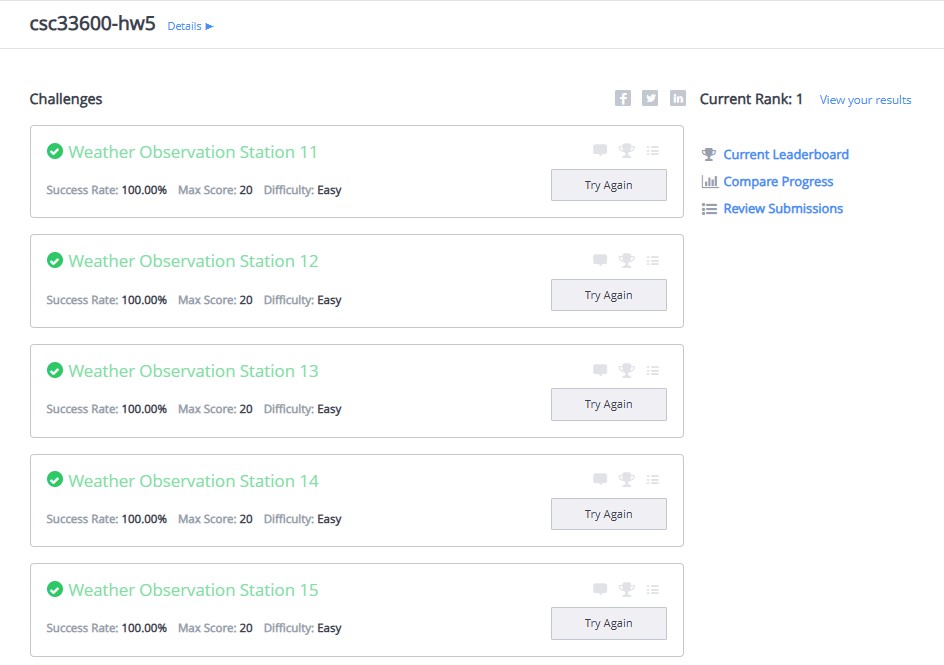 csc33600-hw5 Details ►
Challenges
Current Rank: 1 View your results
Weather Observation Station 11
Success Rate: 100.00% Max Score: 20 Difficulty: Easy
Try Again
Current Leaderboard
Compare Progress
Review Submissions
Weather Observation Station 12
Success Rate: 100.00% Max Score: 20 Difficulty: Easy
Try Again
Weather Observation Station 13
Success Rate: 100.00% Max Score: 20 Difficulty: Easy
Try Again
Weather Observation Station 14
Success Rate: 100.00% Max Score: 20 Difficulty: Easy
Try Again
Weather Observation Station 15
Success Rate: 100.00% Max Score: 20 Difficulty: Easy
Try Again